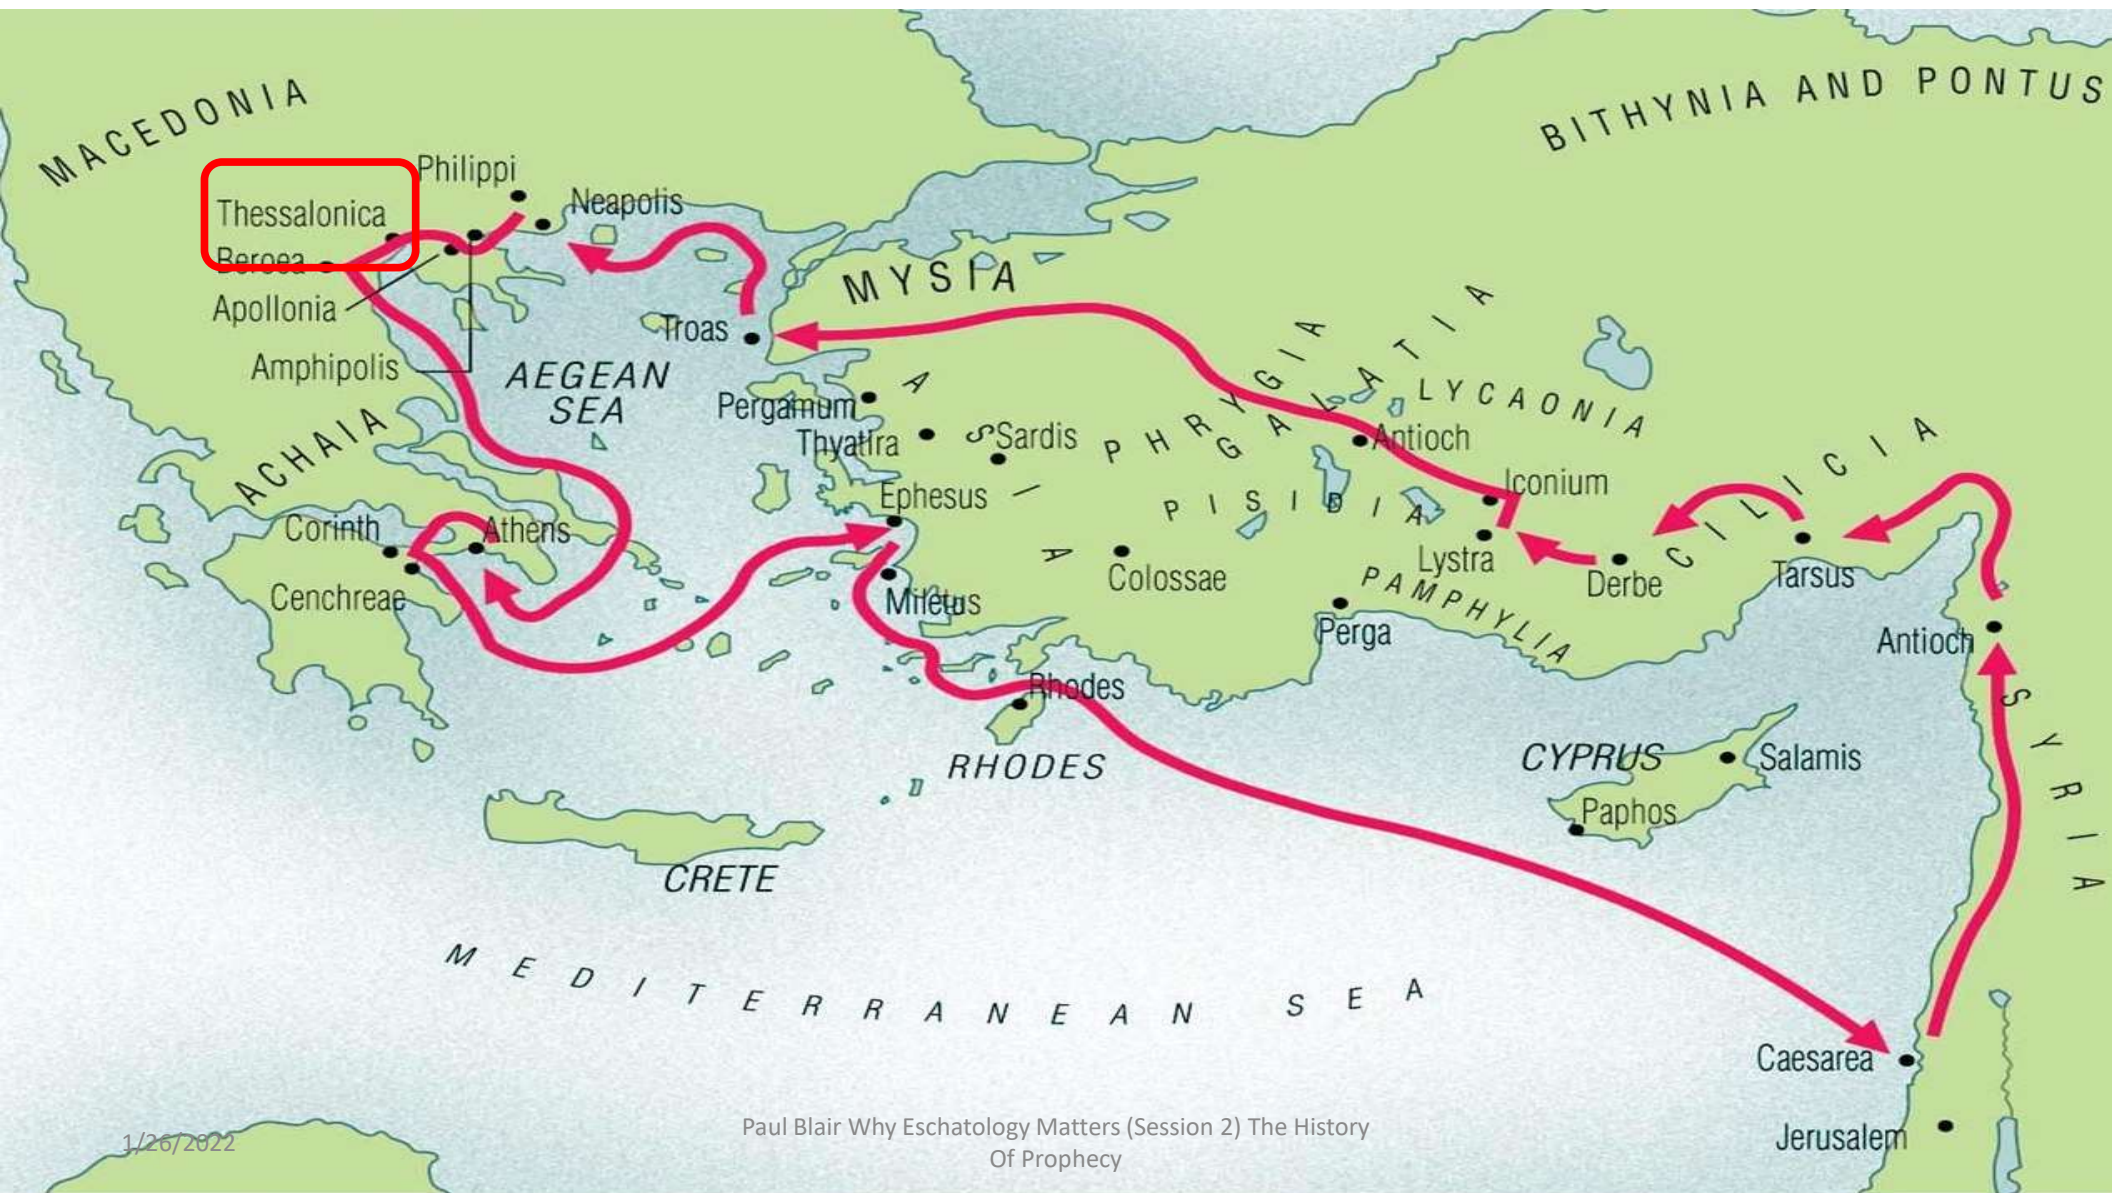 MACEDONIA
BITHYNIA AND PONTUS
Philippi
Thessalonica
Neapolis
Beroea
Apollonia
MYSIA
Troas
Amphipolis
AEGEAN
SEA
Pergamum
Thyatira
Sardis
ASIA
PHRYGIA
GALATIA
LYCAONIA
Antioch
ACHAIA
Ephesus
PISIDIA
Iconium
CILICIA
Corinth
Athens
Cenchreae
Miletus
Colossae
Lystra
Derbe
Tarsus
PAMPHYLIA
Perga
Antioch
SYRIA
Rhodes
RHODES
CYPRUS
Salamis
Paphos
CRETE
MEDITERRANEAN SEA
Caesarea
Jerusalem
1/26/2022
Paul Blair Why Eschatology Matters (Session 2) The History
Of Prophecy